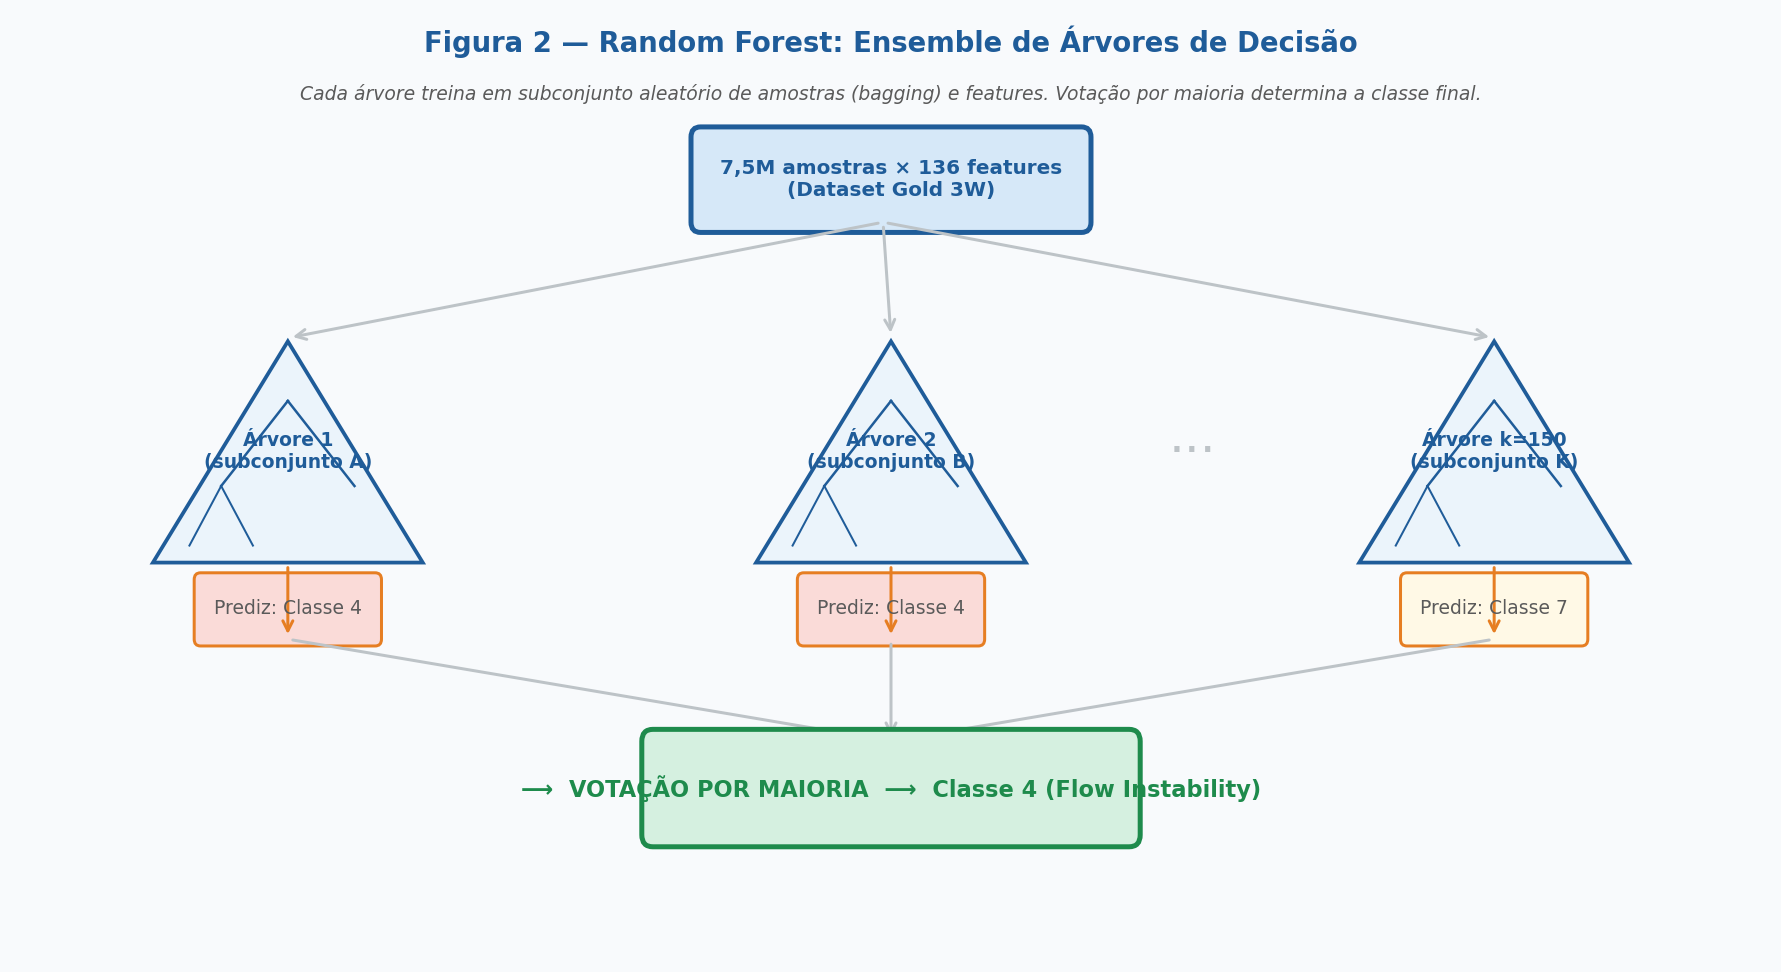 Figura 2 — Random Forest: Ensemble de Árvores de Decisão
Cada árvore treina em subconjunto aleatório de amostras (bagging) e features. Votação por maioria determina a classe final.
7,5M amostras × 136 features
(Dataset Gold 3W)
Árvore 1
(subconjunto A)
Árvore 2
(subconjunto B)
...
Árvore k=150
(subconjunto K)
Prediz: Classe 4
Prediz: Classe 4
Prediz: Classe 7
⟶ VOTAÇÃO POR MAIORIA ⟶ Classe 4 (Flow Instability)